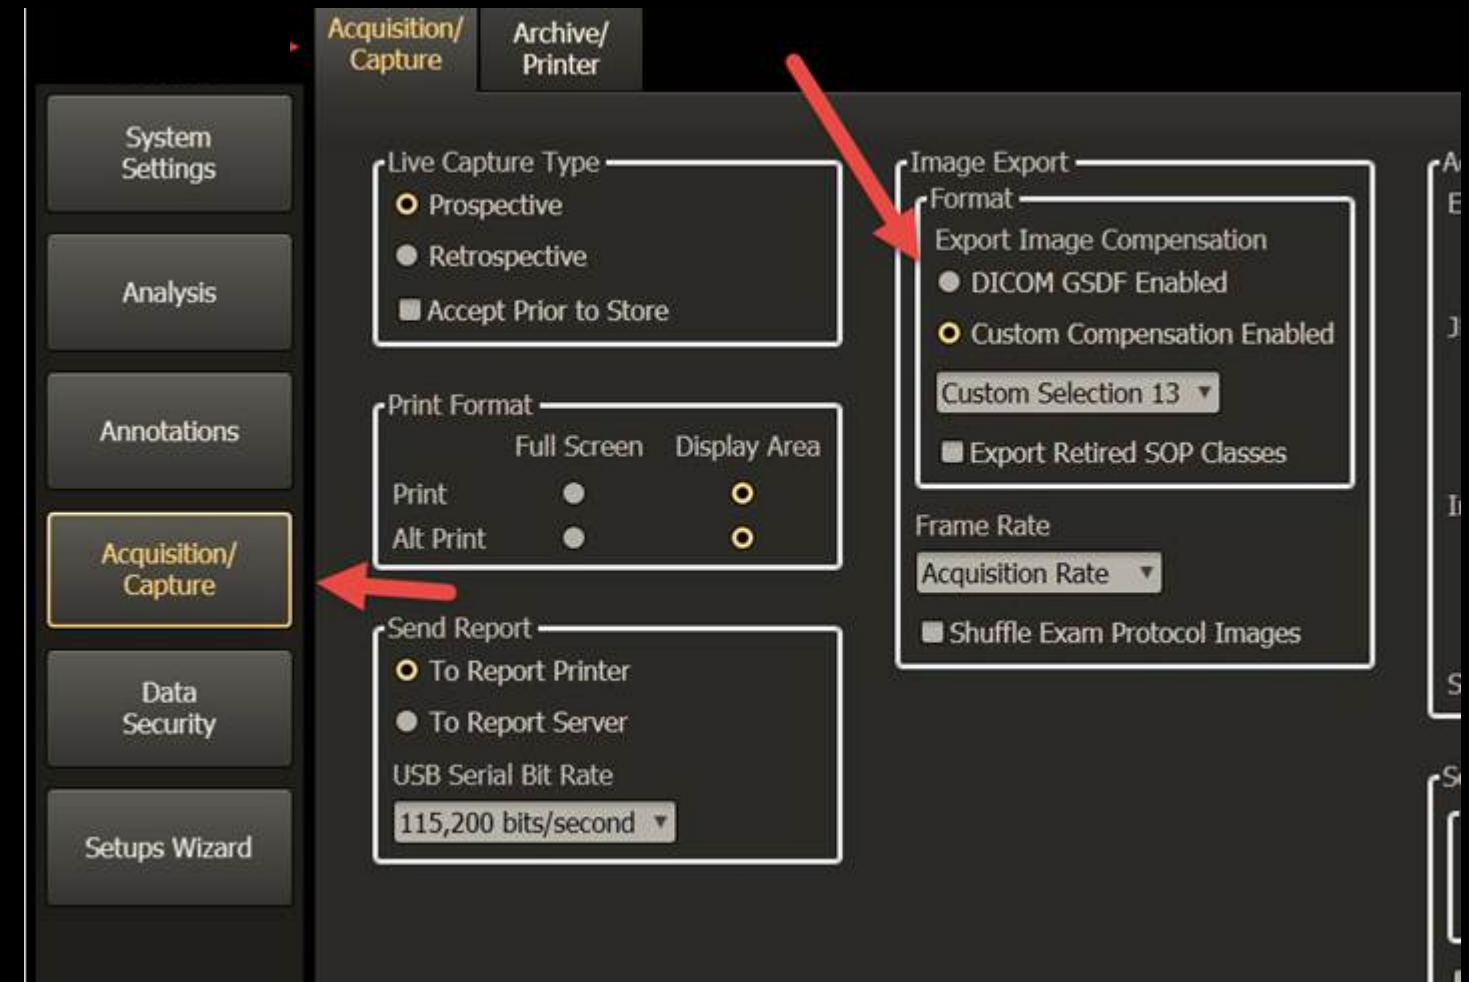 Acquisition/
Capture
Archive/
Printer
System
Settings
Analysis
Annotations
Acquisition/
Capture
Data
Security
Setups Wizard
Live Capture Type
Prospective
Retrospective
Accept Prior to Store
Print Format
Full Screen Display Area
Print
Alt Print
Send Report
To Report Printer
To Report Server
USB Serial Bit Rate
115,200 bits/second
Image Export
Format
Export Image Compensation
DICOM GSDF Enabled
Custom Compensation Enabled
Custom Selection 13
Export Retired SOP Classes
Frame Rate
Acquisition Rate
Shuffle Exam Protocol Images